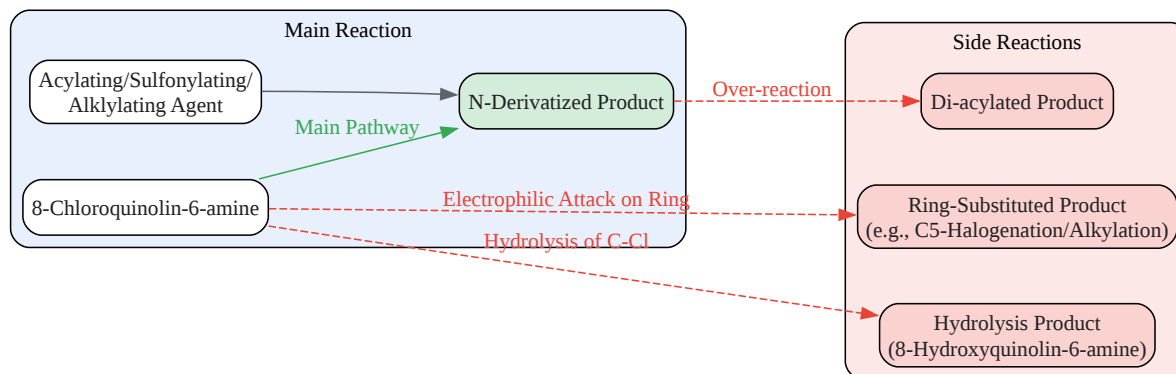 Main Reaction
Side Reactions
Acylating/Sulfonylating/
Alklylating Agent
N-Derivatized Product
Over-reaction
Di-acylated Product
Main Pathway
8-Chloroquinolin-6-amine
Electrophilic Attack on Ring
Ring-Substituted Product
(e.g., C5-Halogenation/Alkylation)
Hydrolysis of C-Cl
Hydrolysis Product
(8-Hydroxyquinolin-6-amine)